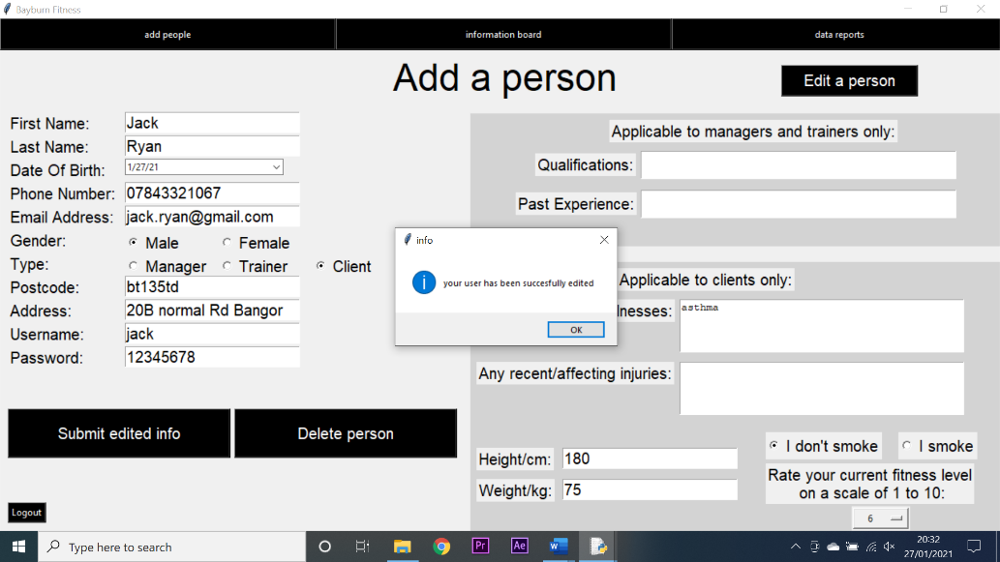 Bayburn Fitness
add people
information board
data reports
Add a person
Edit a person
First Name: Jack
Last Name: Ryan
Date Of Birth: 1/27/21
Phone Number: 07843321067
Email Address: jack.ryan@gmail.com
Gender: Male Female
Type: Manager Trainer Client
Postcode: bt135td
Address: 20B normal Rd Bangor
Username: jack
Password: 12345678
Submit edited info
Delete person
Logout
Applicable to managers and trainers only:
Qualifications:
Past Experience:
info
your user has been succesfully edited
OK
Applicable to clients only:
asthma
Any recent/affecting injuries:
I don't smoke
I smoke
Height/cm: 180
Weight/kg: 75
Rate your current fitness level
on a scale of 1 to 10:
6
Type here to search
Pr
Ae
W
20:32
27/01/2021